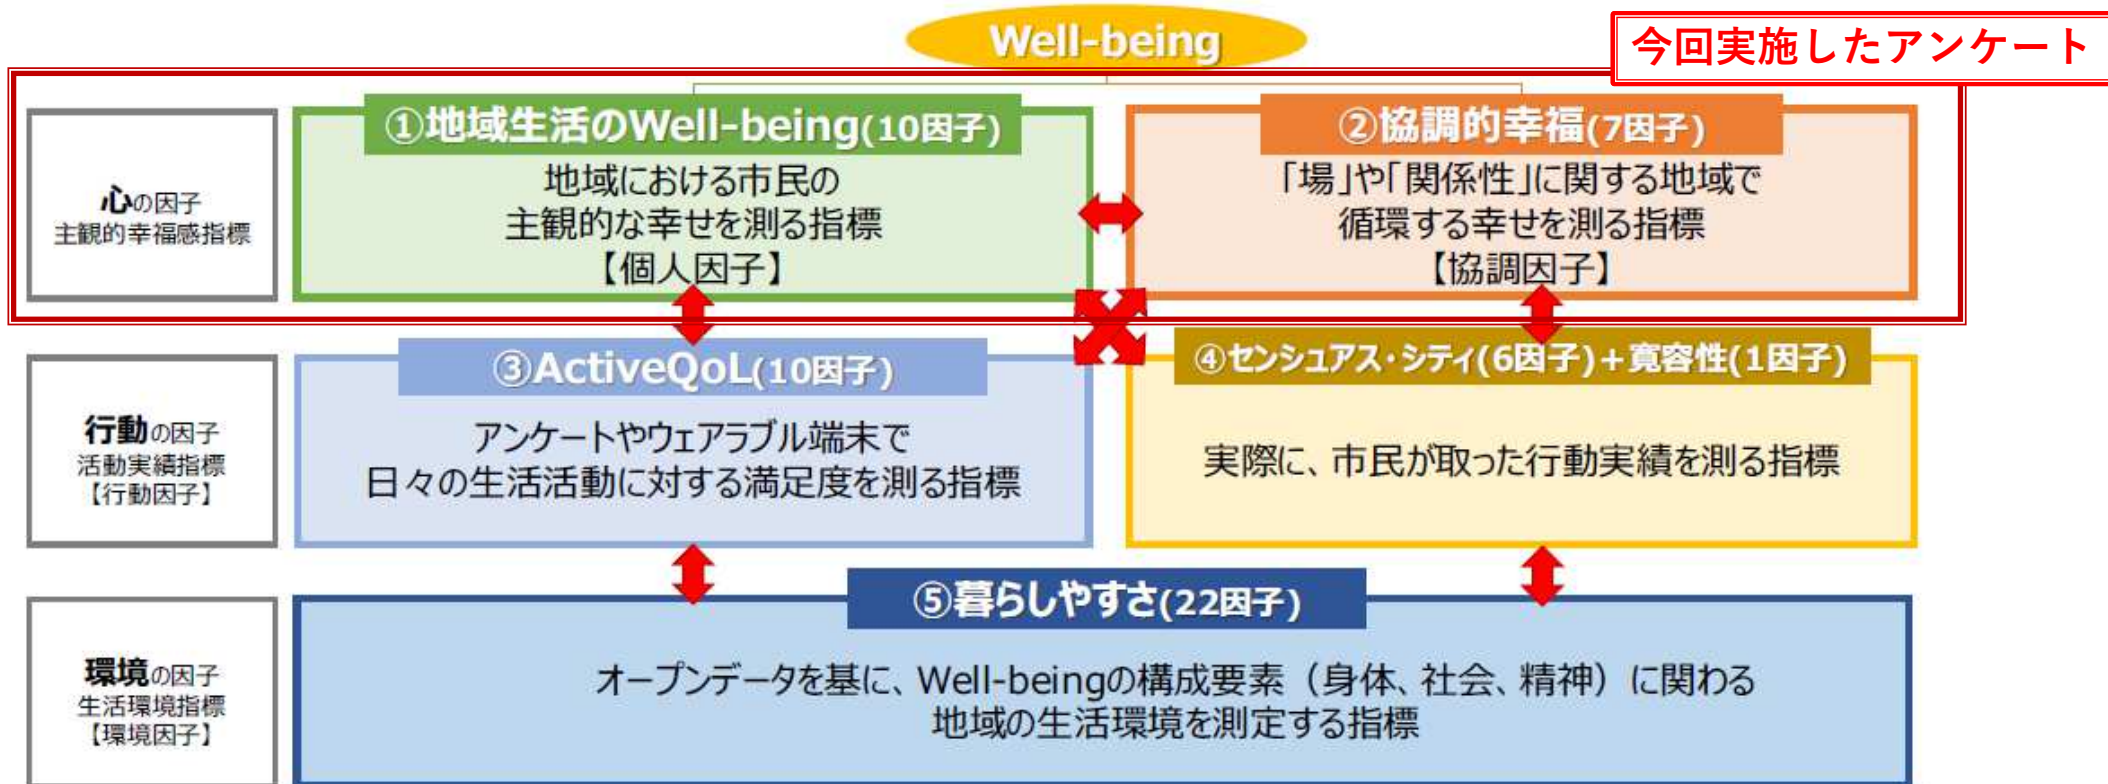 Well-being
今回実施したアンケート
心の因子
主観的幸福感指標
①地域生活のWell-being(10因子)
地域における市民の
主観的な幸せを測る指標
【個人因子】
②協調的幸福(7因子)
「場」や「関係性」に関する地域で
循環する幸せを測る指標
【協調因子】
行動の因子
活動実績指標
【行動因子】
③ActiveQoL(10因子)
アンケートやウェアラブル端末で
日々の生活活動に対する満足度を測る指標
④センシュアス・シティ(6因子)+寛容性(1因子)
実際に、市民が取った行動実績を測る指標
環境の因子
生活環境指標
【環境因子】
⑤暮らしやすさ(22因子)
オープンデータを基に、Well-beingの構成要素（身体、社会、精神）に関わる
地域の生活環境を測定する指標